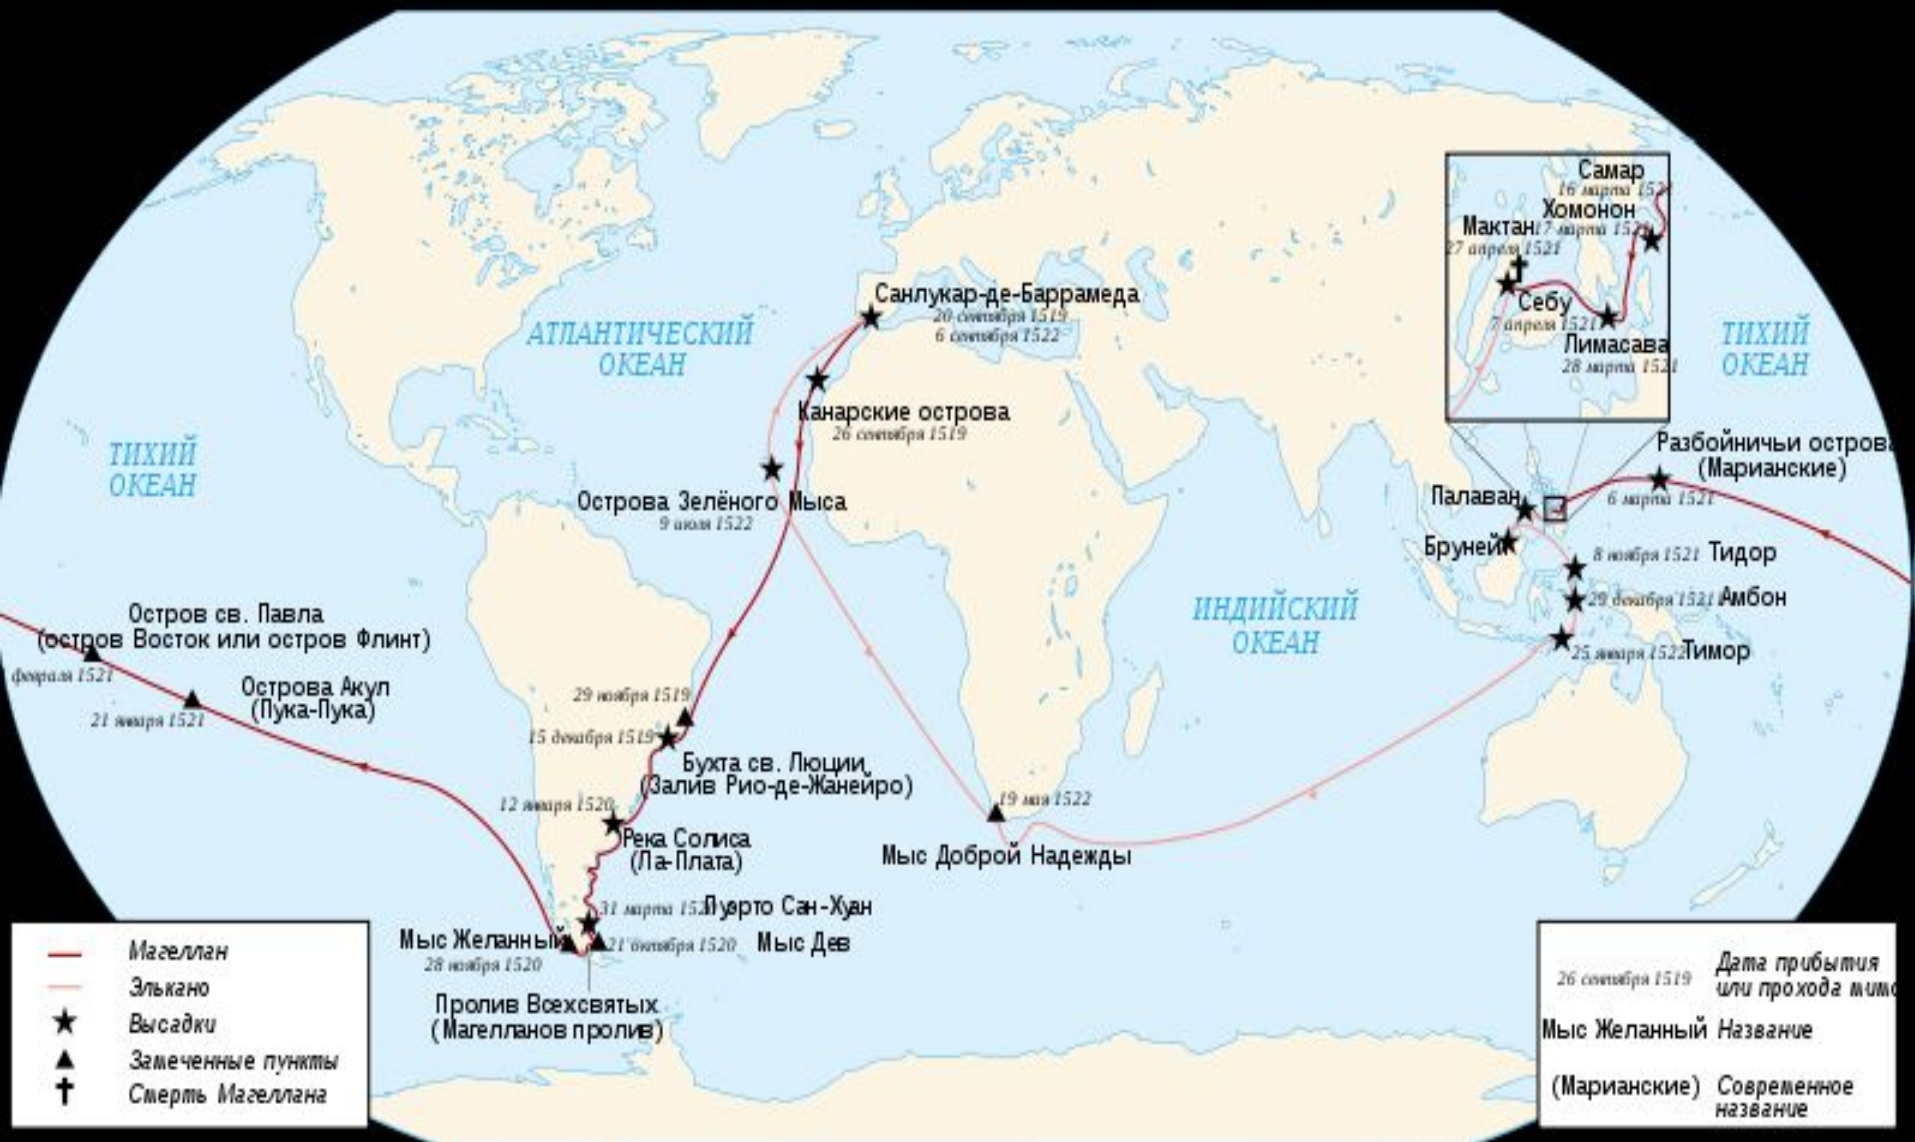 Самар
16 марта 1521
Хомонон
17 марта 1521
Мактан
27 апреля 1521
Себу
7 апреля 1521
Лимасава
28 марта 1521
Санлукар-де-Баррамеда
20 сентября 1519
6 сентября 1522
АТЛАНТИЧЕСКИЙ
ОКЕАН
ТИХИЙ
ОКЕАН
Канарские острова
26 сентября 1519
ТИХИЙ
ОКЕАН
Разбойничьи острова
(Марианские)
6 марта 1521
Острова Зелёного Мыса
9 июля 1522
Палаван
Бруней
8 ноября 1521 Тидор
29 декабря 1521 Амбон
25 января 1522 Тимор
ИНДИЙСКИЙ
ОКЕАН
Остров св. Павла
(остров Восток или остров Флинт)
февраля 1521
Острова Акул
(Пука-Пука)
21 января 1521
29 ноября 1519
15 декабря 1519
Бухта св. Люции
(Залив Рио-де-Жанейро)
12 января 1520
Река Солиса
(Ла-Плата)
19 мая 1522
Мыс Доброй Надежды
31 марта 1520 Пуэрто Сан-Хуан
Мыс Желанный
28 ноября 1520
21 октября 1520 Мыс Дев
Пролив Всехсвятых
(Магелланов пролив)
Магеллан
Элькано
Высадки
Замеченные пункты
Смерть Магеллана
26 сентября 1519 Дата прибытия
или прохода мимо
Мыс Желанный Название
(Марианские) Современное
название